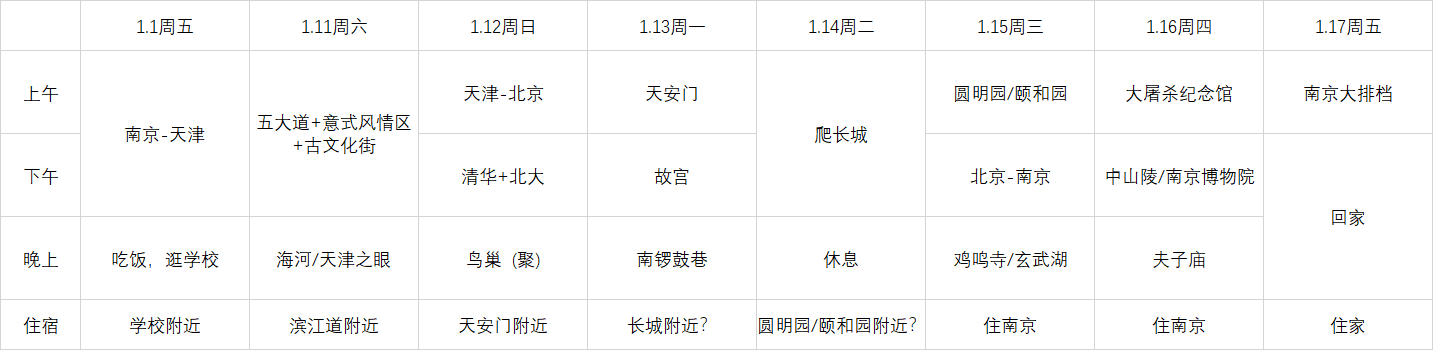 1.1周五 1.11周六 1.12周日 1.13周一 1.14周二 1.15周三 1.16周四 1.17周五
上午 南京-天津 五大道+意式风情区+古文化街 天津-北京 天安门 爬长城 圆明园/颐和园 大屠杀纪念馆 南京大排档
下午 清华+北大 故宫 北京-南京 中山陵/南京博物院 回家
晚上 吃饭，逛学校 海河/天津之眼 鸟巢（聚） 南锣鼓巷 休息 鸡鸣寺/玄武湖 夫子庙
住宿 学校附近 滨江道附近 天安门附近 长城附近？ 圆明园/颐和园附近？ 住南京 住南京 住家